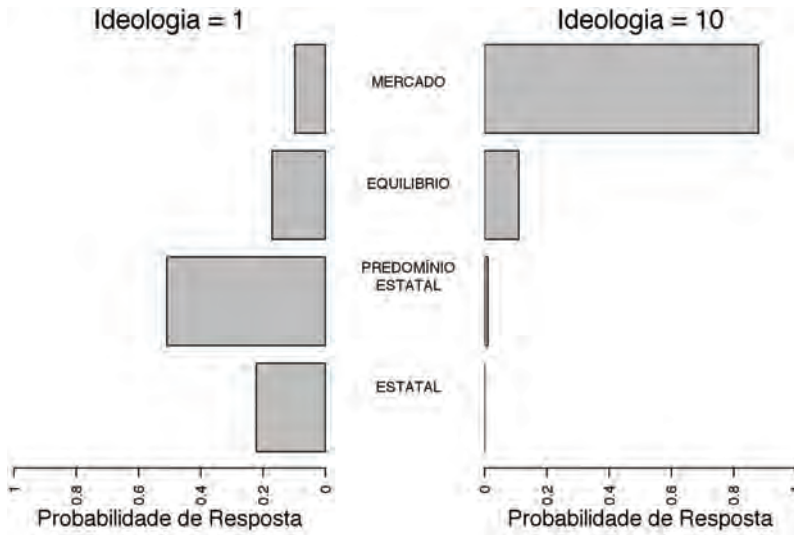 Ideologia = 1
Ideologia = 10
MERCADO
EQUILIBRIO
PREDOMÍNIO
ESTATAL
ESTATAL
1 0.8 0.6 0.4 0.2 0
0 0.2 0.4 0.6 0.8 1
Probabilidade de Resposta
Probabilidade de Resposta